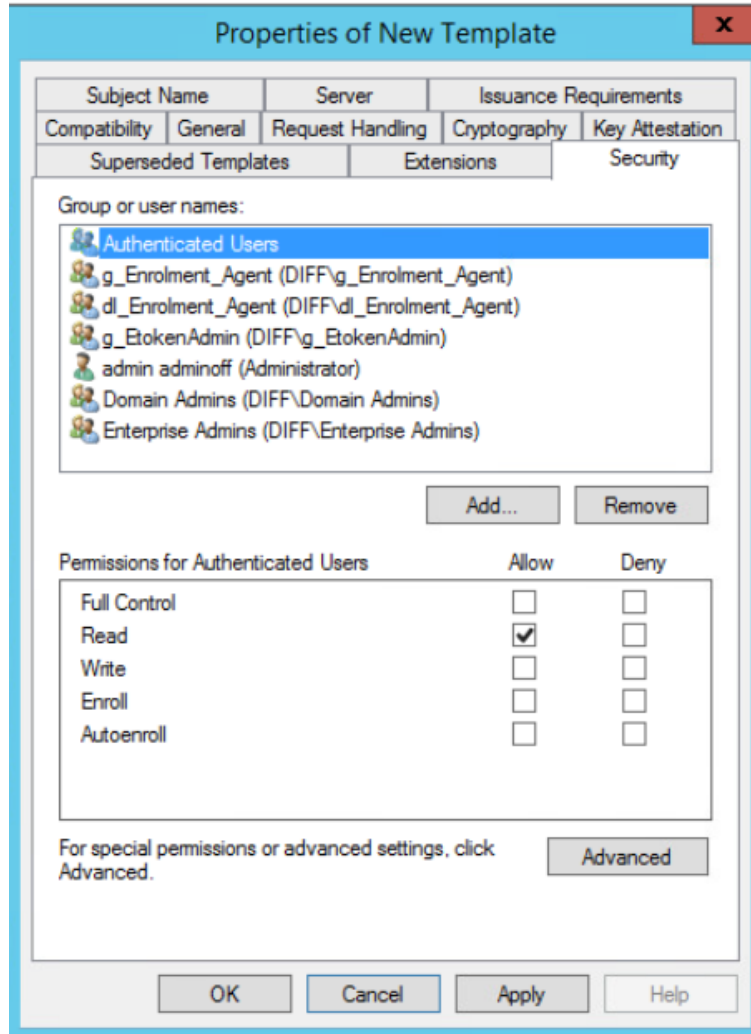 Properties of New Template
x
Subject Name Server Issuance Requirements
Compatibility General Request Handling Cryptography Key Attestation
Superseded Templates Extensions Security
Group or user names:
Authenticated Users
g_Enrolment_Agent (DIFF\g_Enrolment_Agent)
dl_Enrolment_Agent (DIFF\dl_Enrolment_Agent)
g_EtokenAdmin (DIFF\g_EtokenAdmin)
admin adminoff (Administrator)
Domain Admins (DIFF\Domain Admins)
Enterprise Admins (DIFF\Enterprise Admins)
Add... Remove
Permissions for Authenticated Users Allow Deny
Full Control
Read
Write
Enroll
Autoenroll
For special permissions or advanced settings, click
Advanced.
Advanced
OK Cancel Apply Help